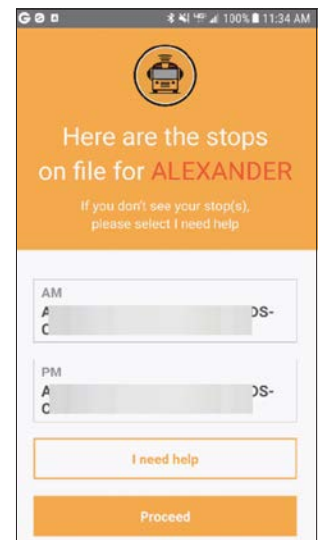 100% 11:34 AM
Here are the stops
on file for ALEXANDER
If you don't see your stop(s),
please select I need help
AM
PM
I need help
Proceed